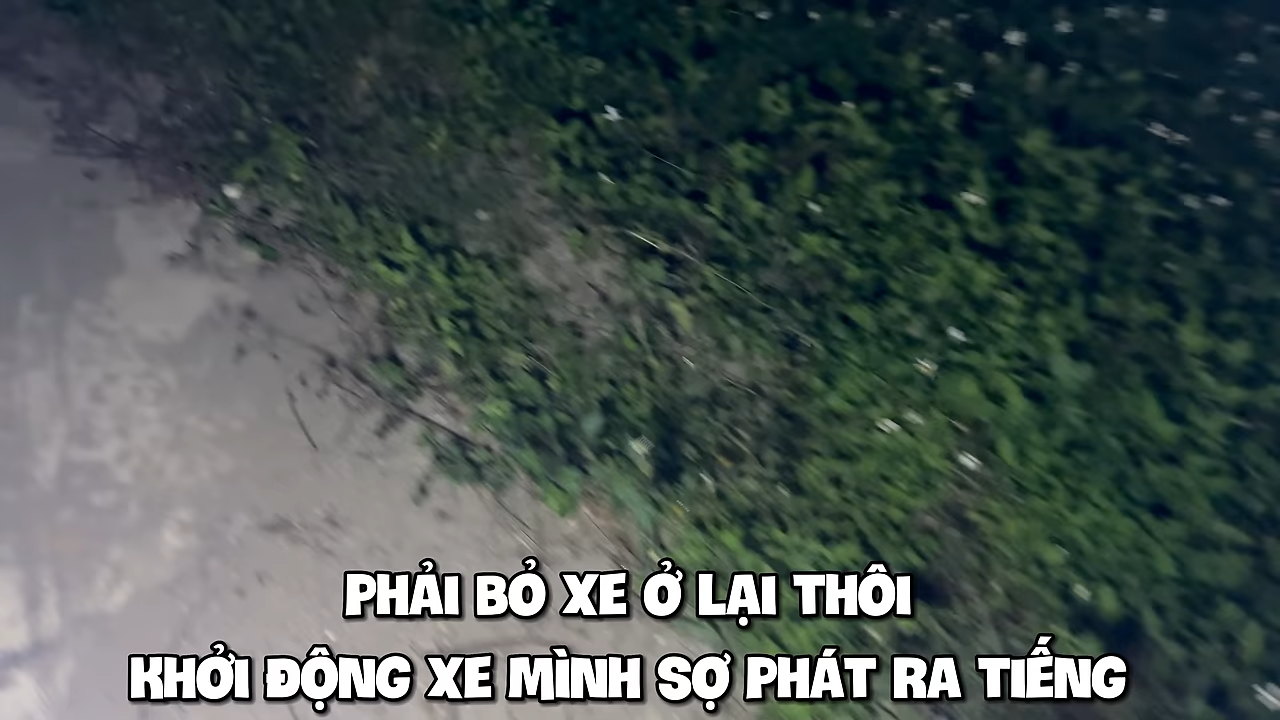 PHẢI BỎ XE Ở LẠI THÔI
KHỞI ĐỘNG XE MÌNH SỢ PHÁT RA TIẾNG